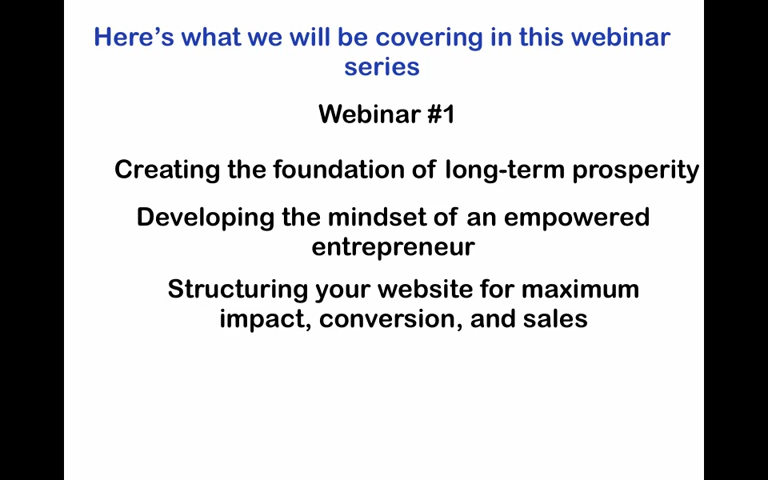 Here's what we will be covering in this webinar
series
Webinar #1
Creating the foundation of long-term prosperity
Developing the mindset of an empowered
entrepreneur
Structuring your website for maximum
impact, conversion, and sales